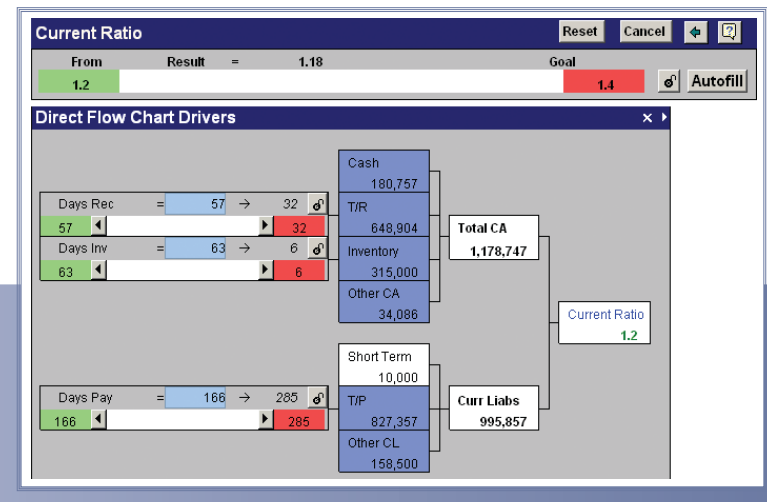 Current Ratio Reset Cancel
From Result = 1.18 Goal
1.2 1.4 Autofill
Direct Flow Chart Drivers
Cash
180,757
Days Rec = 57 → 32
57 32
T/R
648,904
Days Inv = 63 → 6
63 6
Inventory
315,000
Other CA
34,086
Total CA
1,178,747
Current Ratio
1.2
Short Term
10,000
Days Pay = 166 → 285
166 285
T/P
827,357
Other CL
158,500
Curr Liabs
995,857